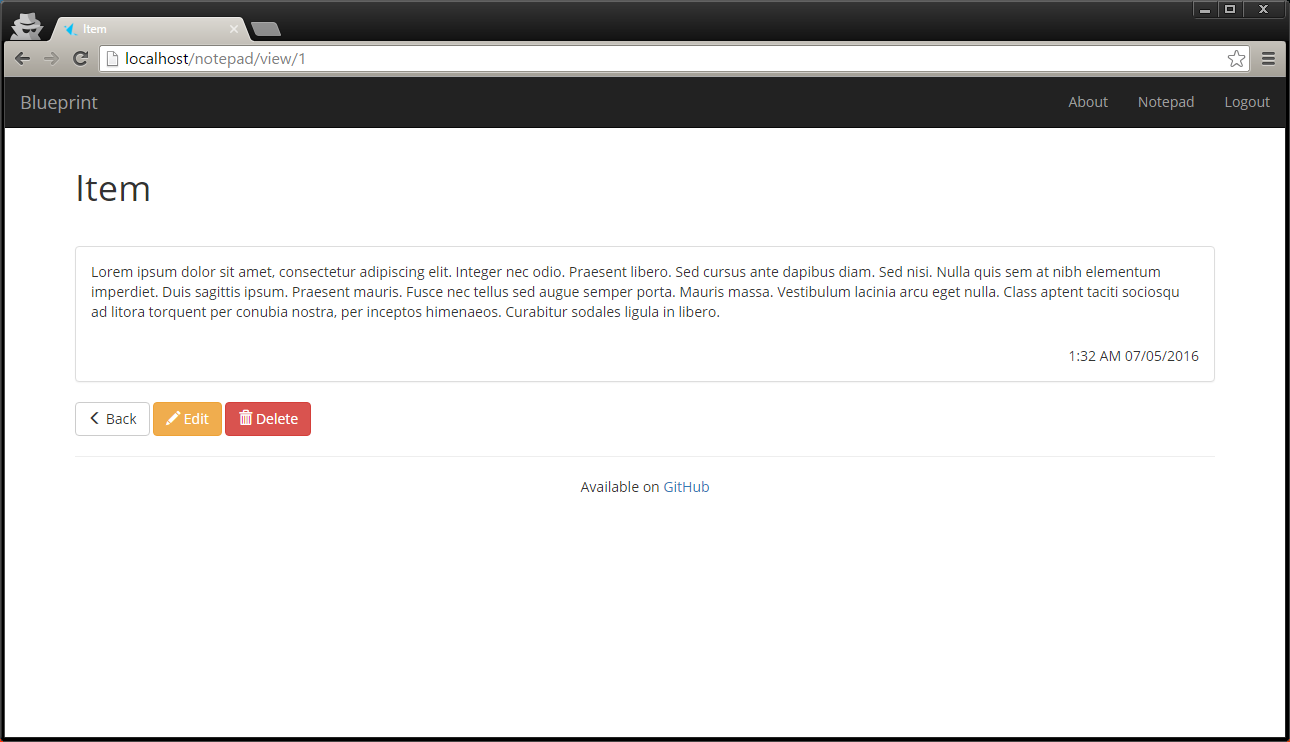 Item
localhost/notepad/view/1
Blueprint About Notepad Logout
Item
Lorem ipsum dolor sit amet, consectetur adipiscing elit. Integer nec odio. Praesent libero. Sed cursus ante dapibus diam. Sed nisi. Nulla quis sem at nibh elementum
imperdiet. Duis sagittis ipsum. Praesent mauris. Fusce nec tellus sed augue semper porta. Mauris massa. Vestibulum lacinia arcu eget nulla. Class aptent taciti sociosqu
ad litora torquent per conubia nostra, per inceptos himenaeos. Curabitur sodales ligula in libero.
1:32 AM 07/05/2016
Back Edit Delete
Available on GitHub